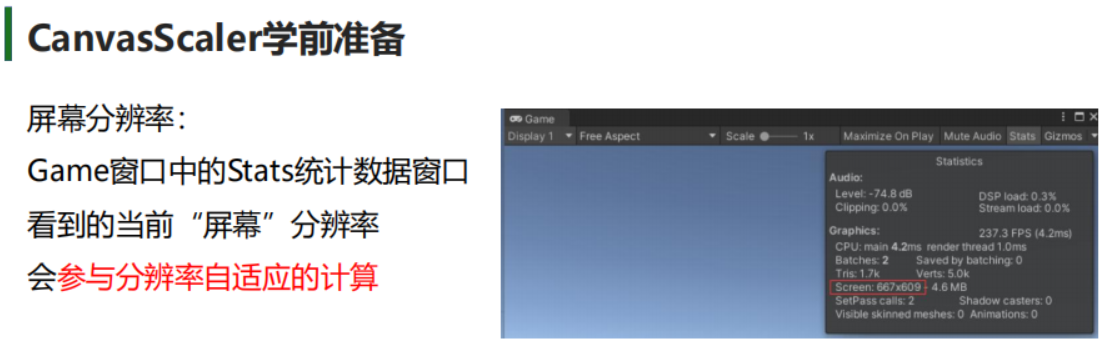 CanvasScaler学前准备
屏幕分辨率：
Game窗口中的Stats统计数据窗口
看到的当前“屏幕”分辨率
会参与分辨率自适应的计算
Game
Display 1 Free Aspect Scale 1x Maximize On Play Mute Audio Stats Gizmos
Statistics
Audio:
Level: -74.8 dB DSP load: 0.3%
Clipping: 0.0% Stream load: 0.0%
Graphics: 237.3 FPS (4.2ms)
CPU: main 4.2ms render thread 1.0ms
Batches: 2 Saved by batching: 0
Tris: 1.7k Verts: 5.0k
Screen: 667x609 - 4.6 MB
SetPass calls: 2 Shadow casters: 0
Visible skinned meshes: 0 Animations: 0